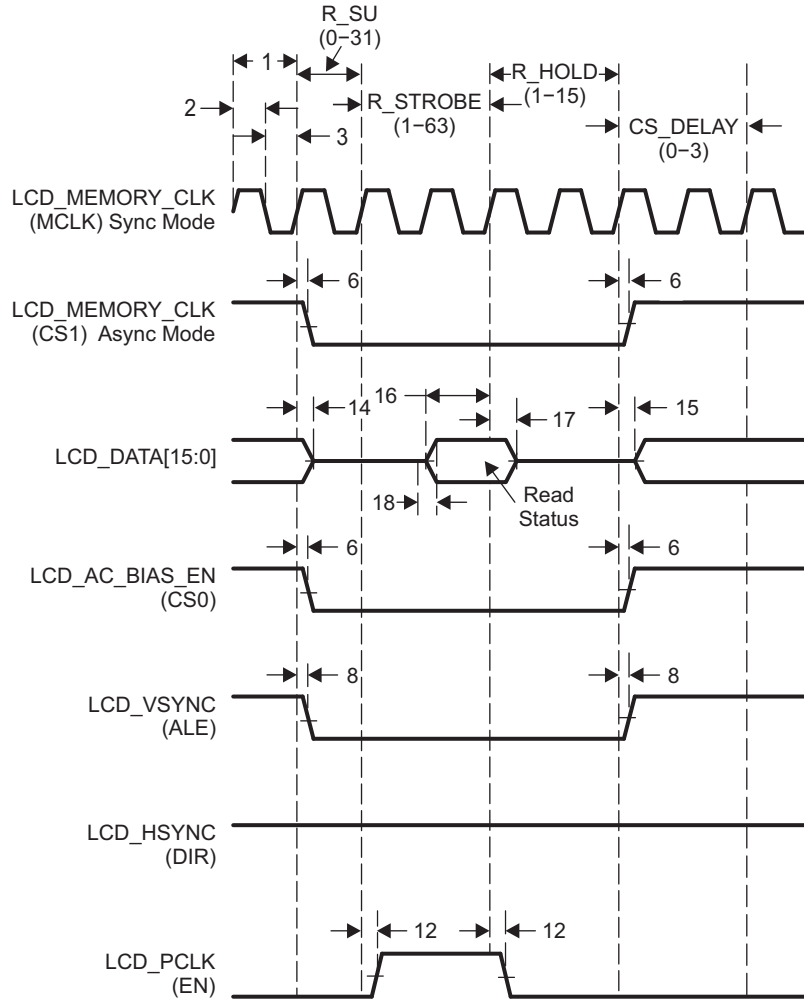 R_SU
(0−31)
1
R_HOLD
(1−15)
2
R_STROBE
(1−63)
3
CS_DELAY
(0−3)
LCD_MEMORY_CLK
(MCLK) Sync Mode
6
6
LCD_MEMORY_CLK
(CS1) Async Mode
16
14
17
15
LCD_DATA[15:0]
18
Read
Status
6
6
LCD_AC_BIAS_EN
(CS0)
8
8
LCD_VSYNC
(ALE)
LCD_HSYNC
(DIR)
12
12
LCD_PCLK
(EN)